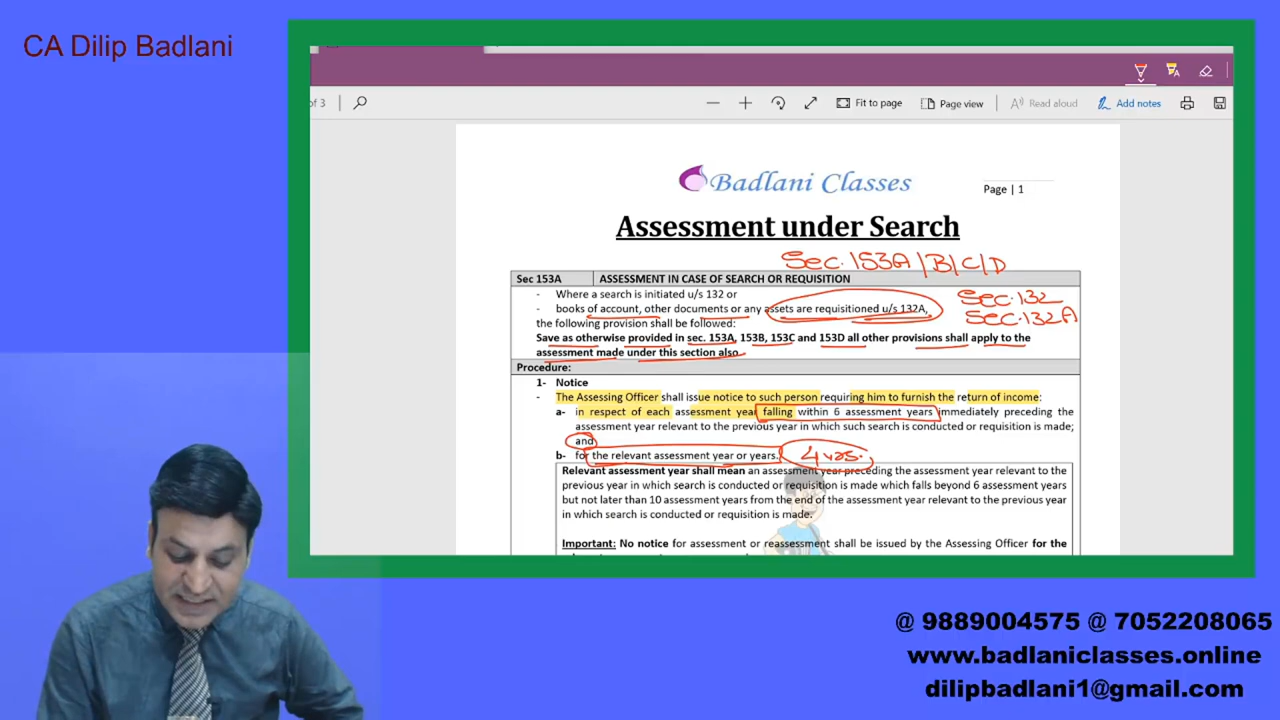 CA Dilip Badlani
of 3
Fit to page
Page view
Read aloud
Add notes
Badlani Classes
Page | 1
Assessment under Search
Sec.153A/B/C/D
Sec 153A ASSESSMENT IN CASE OF SEARCH OR REQUISITION
- Where a search is initiated u/s 132 or
Sec.132
- books of account, other documents or any assets are requisitioned u/s 132A,
Sec.132A
the following provision shall be followed:
Save as otherwise provided in sec. 153A, 153B, 153C and 153D all other provisions shall apply to the
assessment made under this section also.
Procedure:
1- Notice
- The Assessing Officer shall issue notice to such person requiring him to furnish the return of income:
a- in respect of each assessment year falling within 6 assessment years immediately preceding the
assessment year relevant to the previous year in which such search is conducted or requisition is made;
and
b- for the relevant assessment year or years. 4 yrs.
Relevant assessment year shall mean an assessment year preceding the assessment year relevant to the
previous year in which search is conducted or requisition is made which falls beyond 6 assessment years
but not later than 10 assessment years from the end of the assessment year relevant to the previous year
in which search is conducted or requisition is made.
Important: No notice for assessment or reassessment shall be issued by the Assessing Officer for the
@ 9889004575 @ 7052208065
www.badlaniclasses.online
dilipbadlani1@gmail.com